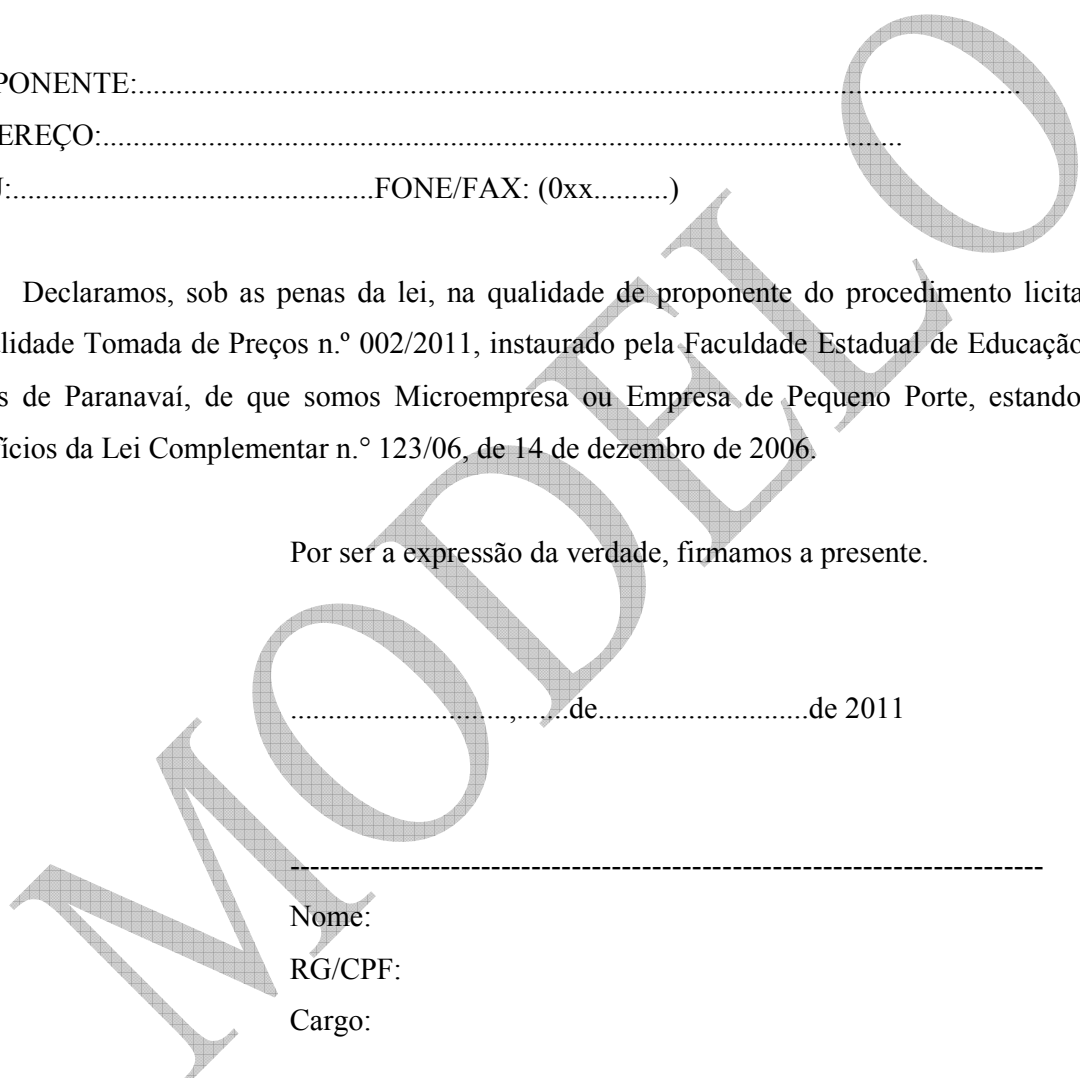 PONENTE:......................................................................................................................
EREÇO:..........................................................................................................
J:................................................FONE/FAX: (0xx..........)
Declaramos, sob as penas da lei, na qualidade de proponente do procedimento licita
lidade Tomada de Preços n.º 002/2011, instaurado pela Faculdade Estadual de Educação
s de Paranavaí, de que somos Microempresa ou Empresa de Pequeno Porte, estando
ícios da Lei Complementar n.° 123/06, de 14 de dezembro de 2006.
Por ser a expressão da verdade, firmamos a presente.
.............................,.......de............................de 2011
---------------------------------------------------------------------------
Nome:
RG/CPF:
Cargo:
MODELO